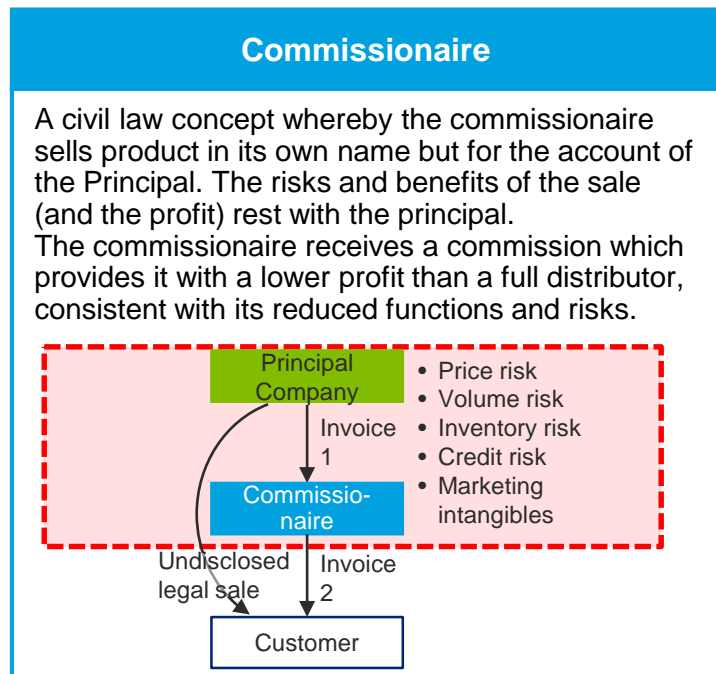 Commissionaire
A civil law concept whereby the commissionaire
sells product in its own name but for the account of
the Principal. The risks and benefits of the sale
(and the profit) rest with the principal.
The commissionaire receives a commission which
provides it with a lower profit than a full distributor,
consistent with its reduced functions and risks.
Principal
Company
• Price risk
• Volume risk
• Inventory risk
• Credit risk
• Marketing
intangibles
Invoice
1
Commissio-
naire
Undisclosed
legal sale
Invoice
2
Customer